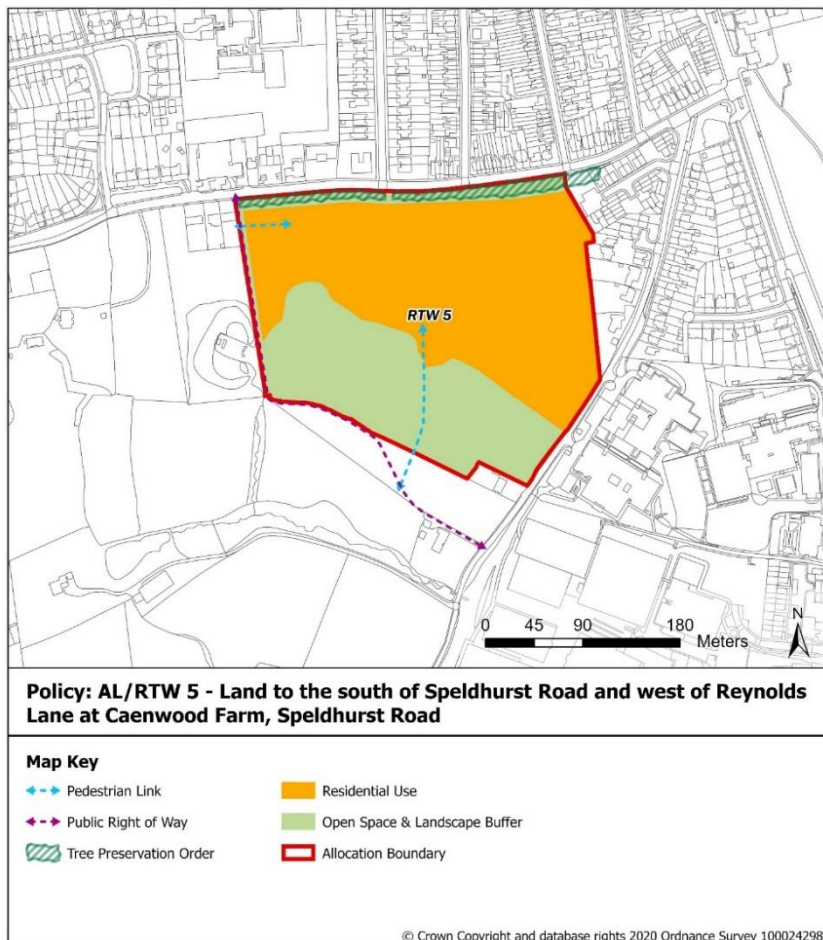 RTW 5
N
0 45 90 180
Meters
Policy: AL/RTW 5 - Land to the south of Speldhurst Road and west of Reynolds
Lane at Caenwood Farm, Speldhurst Road
Map Key
Pedestrian Link
Residential Use
Public Right of Way
Open Space & Landscape Buffer
Tree Preservation Order
Allocation Boundary
© Crown Copyright and database rights 2020 Ordnance Survey 100024298